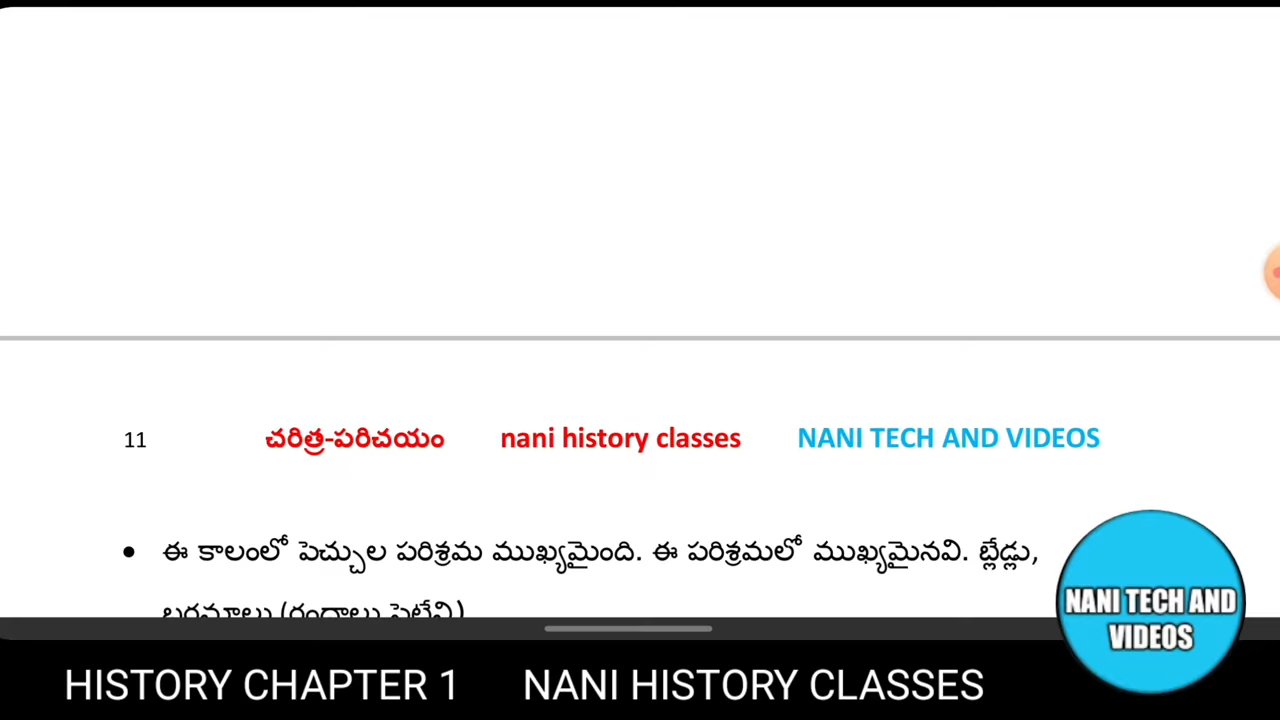 11 చరిత్ర-పరిచయం nani history classes NANI TECH AND VIDEOS
• ఈ కాలంలో పెచ్చుల పరిశ్రమ ముఖ్యమైంది. ఈ పరిశ్రమలో ముఖ్యమైనవి. బ్లేడ్లు,
బరమాలు (రంధ్రాలు పెట్టేవి)
NANI TECH AND
VIDEOS
HISTORY CHAPTER 1 NANI HISTORY CLASSES